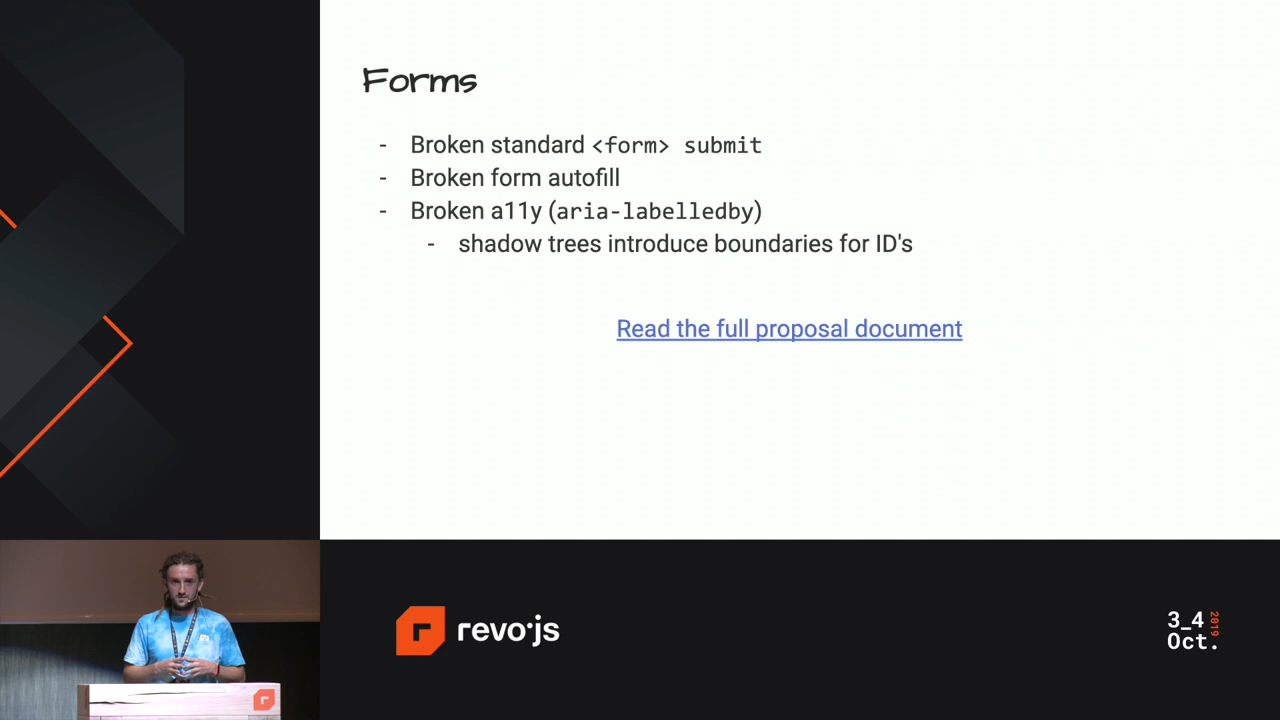 Forms
- Broken standard <form> submit
- Broken form autofill
- Broken a11y (aria-labelledby)
- shadow trees introduce boundaries for ID's
Read the full proposal document
r revo·js
3_4 2019
Oct.
r